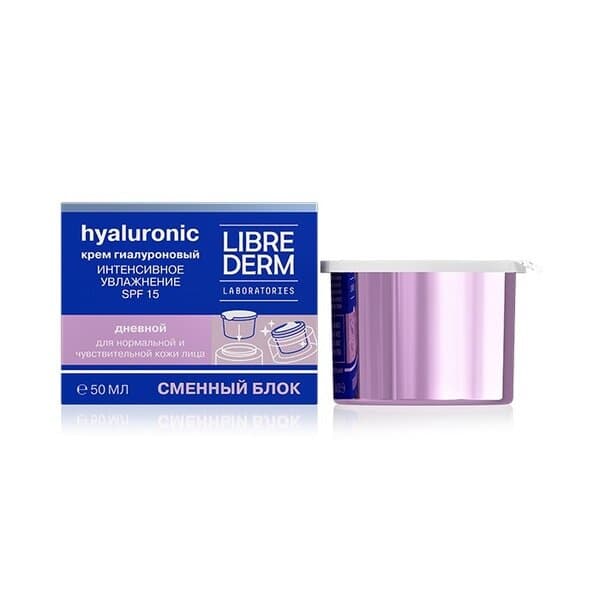 hyaluronic
крем гиалуроновый
ИНТЕНСИВНОЕ
УВЛАЖНЕНИЕ
SPF 15
LIBRE
DERM
LABORATORIES
дневной
для нормальной и
чувствительной кожи лица
℮ 50 МЛ
СМЕННЫЙ БЛОК